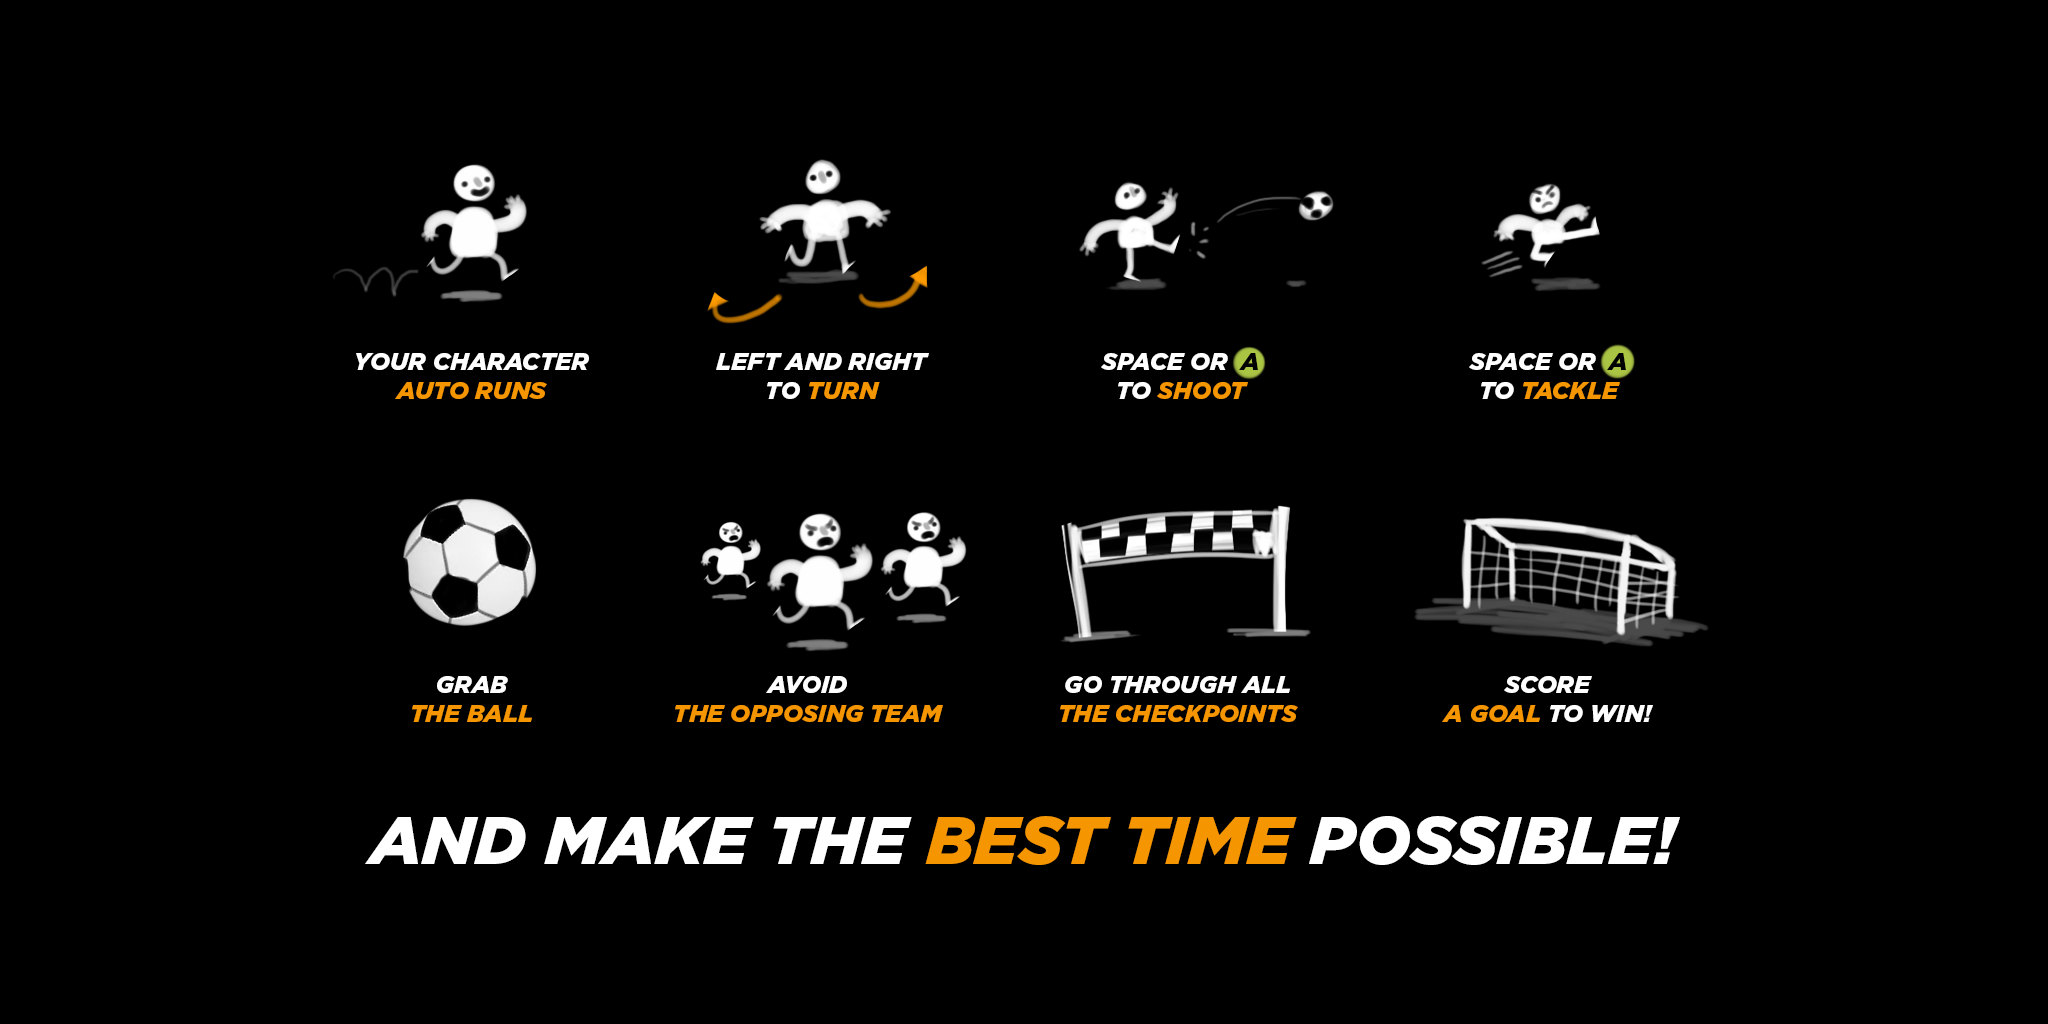 YOUR CHARACTER
AUTO RUNS
LEFT AND RIGHT
TO TURN
SPACE OR A
TO SHOOT
SPACE OR A
TO TACKLE
GRAB
THE BALL
AVOID
THE OPPOSING TEAM
GO THROUGH ALL
THE CHECKPOINTS
SCORE
A GOAL TO WIN!
AND MAKE THE BEST TIME POSSIBLE!